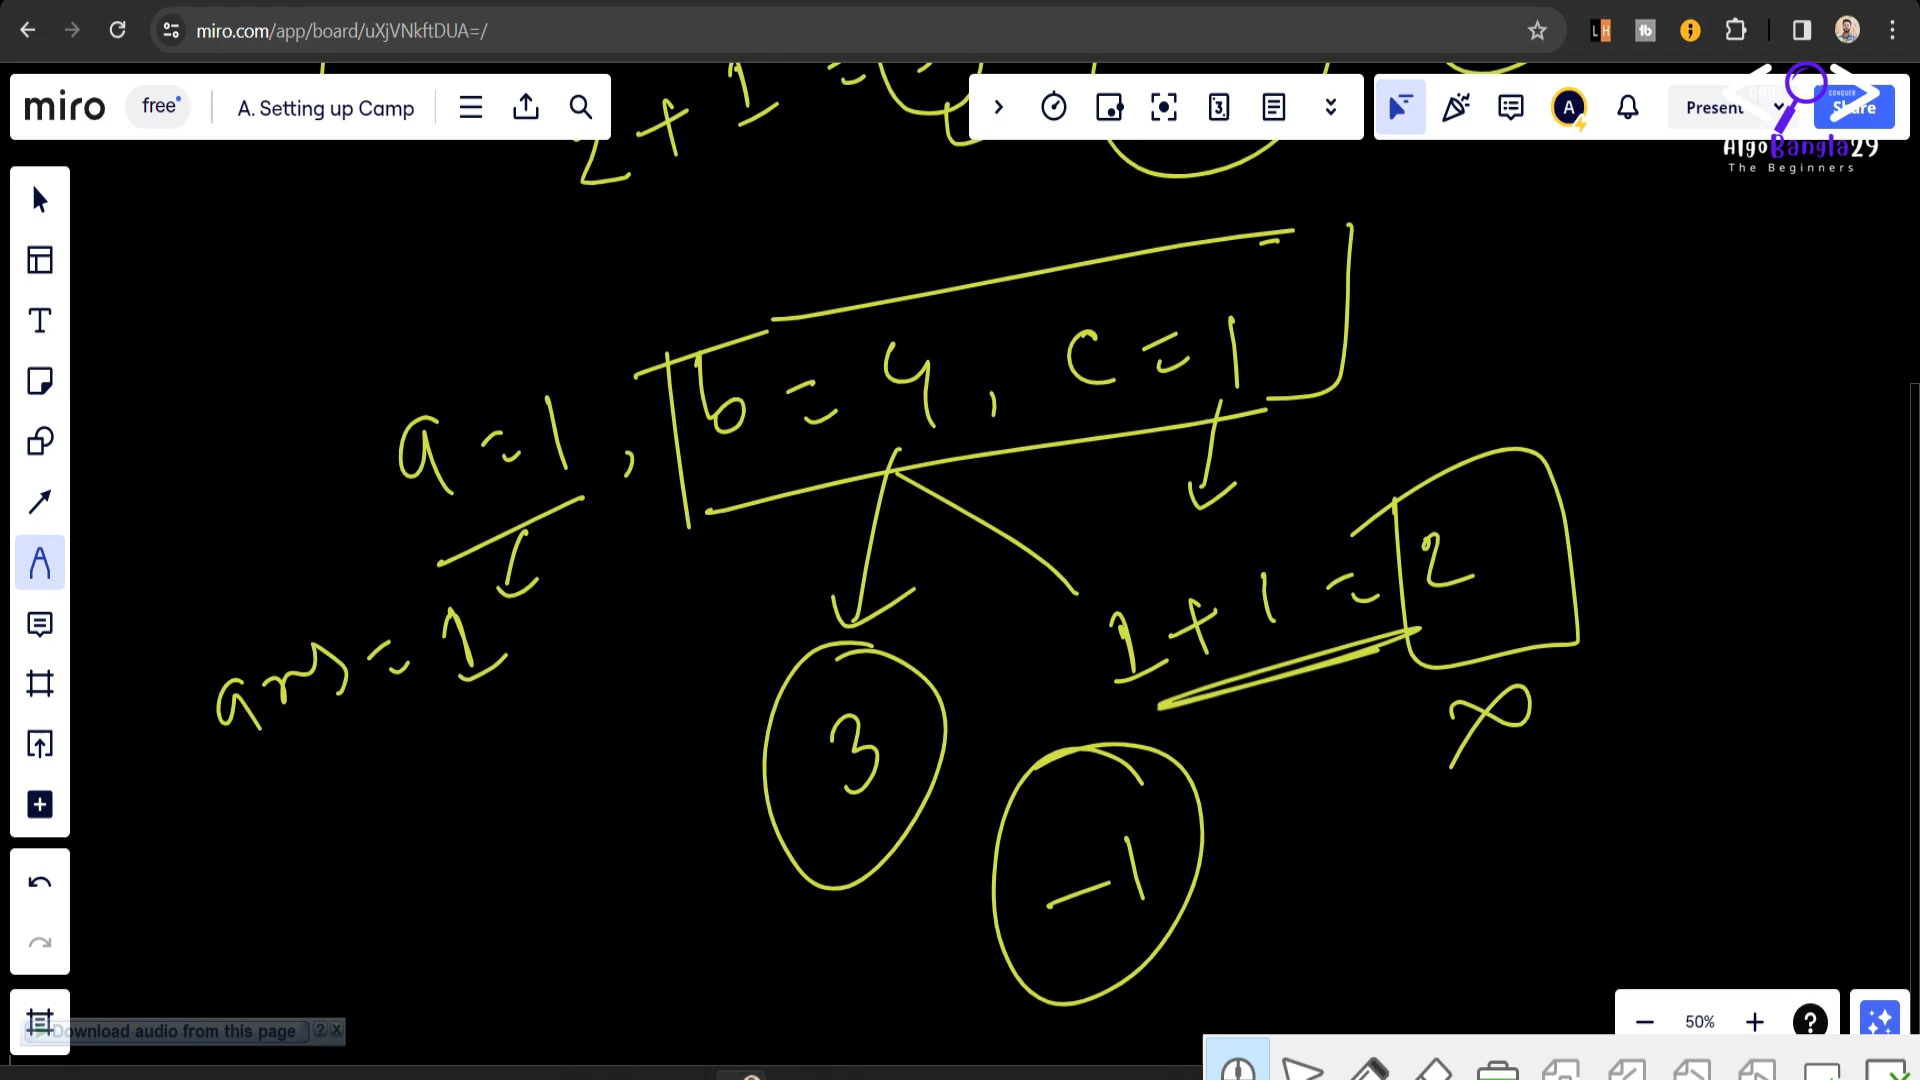 miro.com/app/board/uXjVNkftDUA=/
miro free A. Setting up Camp
A Present Share
AlgoBangla29
The Beginners
2 + 1 =
a = 1 , b = 4 , c = 1
1 + 1 = 2
ans = 1
3
-1
50%
Download audio from this page